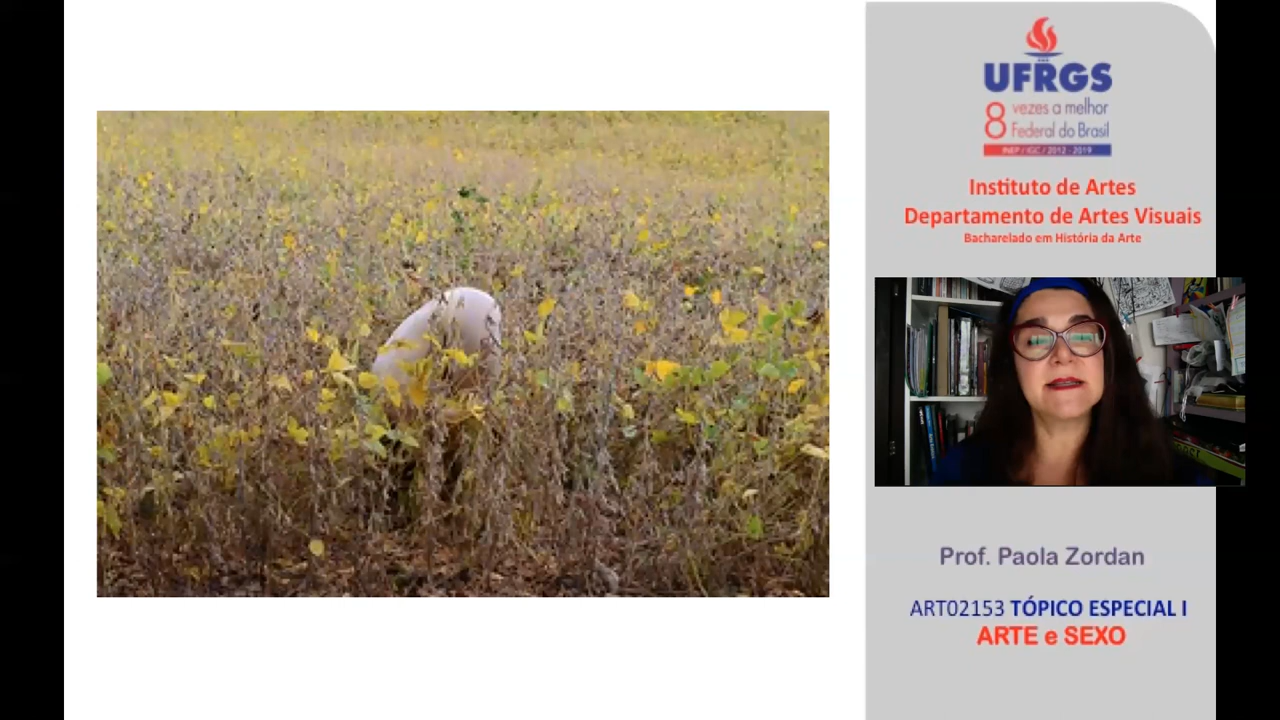 UFRGS
8 vezes a melhor
Federal do Brasil
INEP / IGC / 2012 - 2019
Instituto de Artes
Departamento de Artes Visuais
Bacharelado em História da Arte
Prof. Paola Zordan
ART02153 TÓPICO ESPECIAL I
ARTE e SEXO